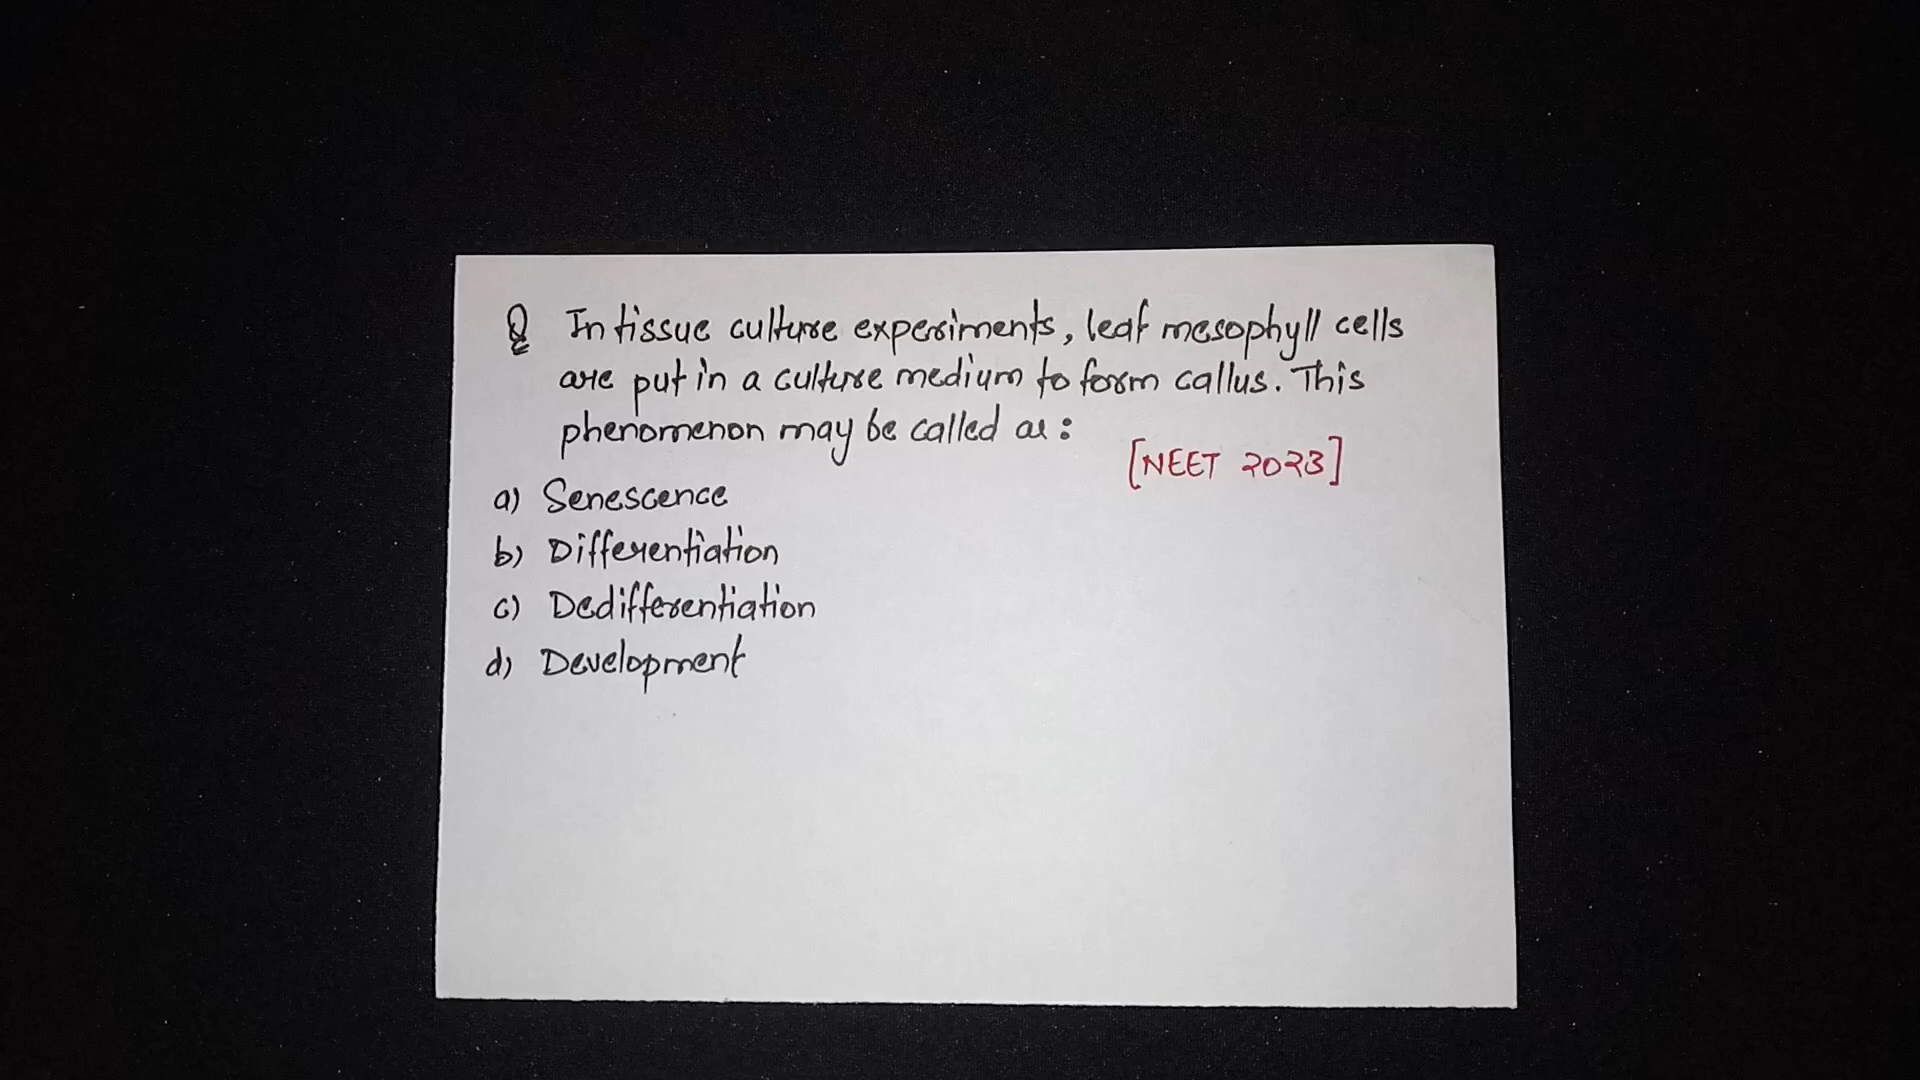 Q In tissue culture experiments, leaf mesophyll cells
are put in a culture medium to form callus. This
phenomenon may be called as :
[NEET 2023]
a) Senescence
b) Differentiation
c) Dedifferentiation
d) Development